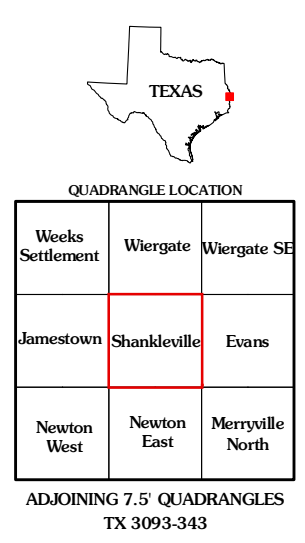 TEXAS
QUADRANGLE LOCATION
Weeks
Settlement
Wiergate
Wiergate SE
Jamestown
Shankleville
Evans
Newton
West
Newton
East
Merryville
North
ADJOINING 7.5' QUADRANGLES
TX 3093-343